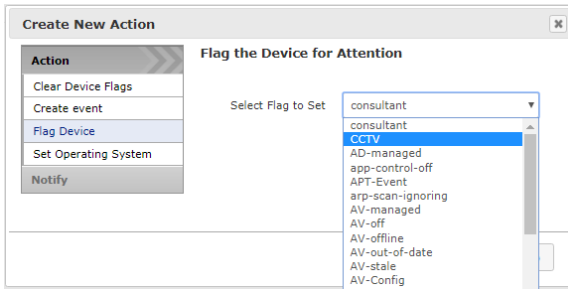 Create New Action
Action
Clear Device Flags
Create event
Flag Device
Set Operating System
Notify
Flag the Device for Attention
Select Flag to Set
consultant
consultant
CCTV
AD-managed
app-control-off
APT-Event
arp-scan-ignoring
AV-managed
AV-off
AV-offline
AV-out-of-date
AV-stale
AV-Config